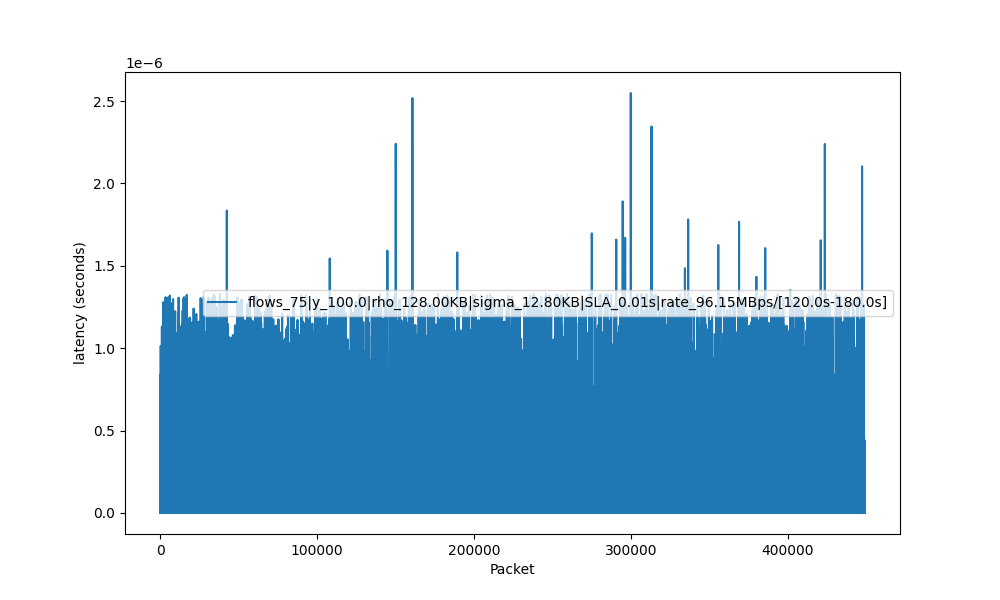 1e−6
2.5
2.0
1.5
1.0
0.5
0.0
latency (seconds)
flows_75|y_100.0|rho_128.00KB|sigma_12.80KB|SLA_0.01s|rate_96.15MBps/[120.0s-180.0s]
0 100000 200000 300000 400000
Packet